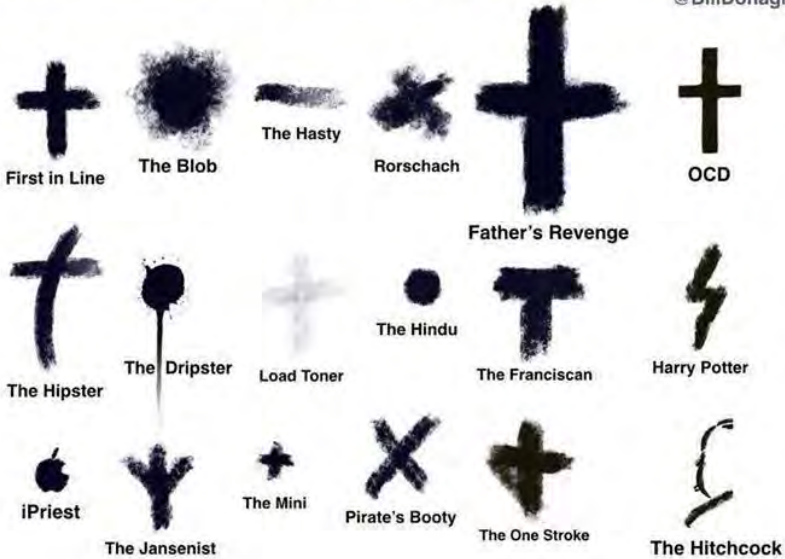 First in Line
The Blob
The Hasty
Rorschach
Father's Revenge
OCD
The Hipster
The Dripster
Load Toner
The Hindu
The Franciscan
Harry Potter
iPriest
The Jansenist
The Mini
Pirate's Booty
The One Stroke
The Hitchcock